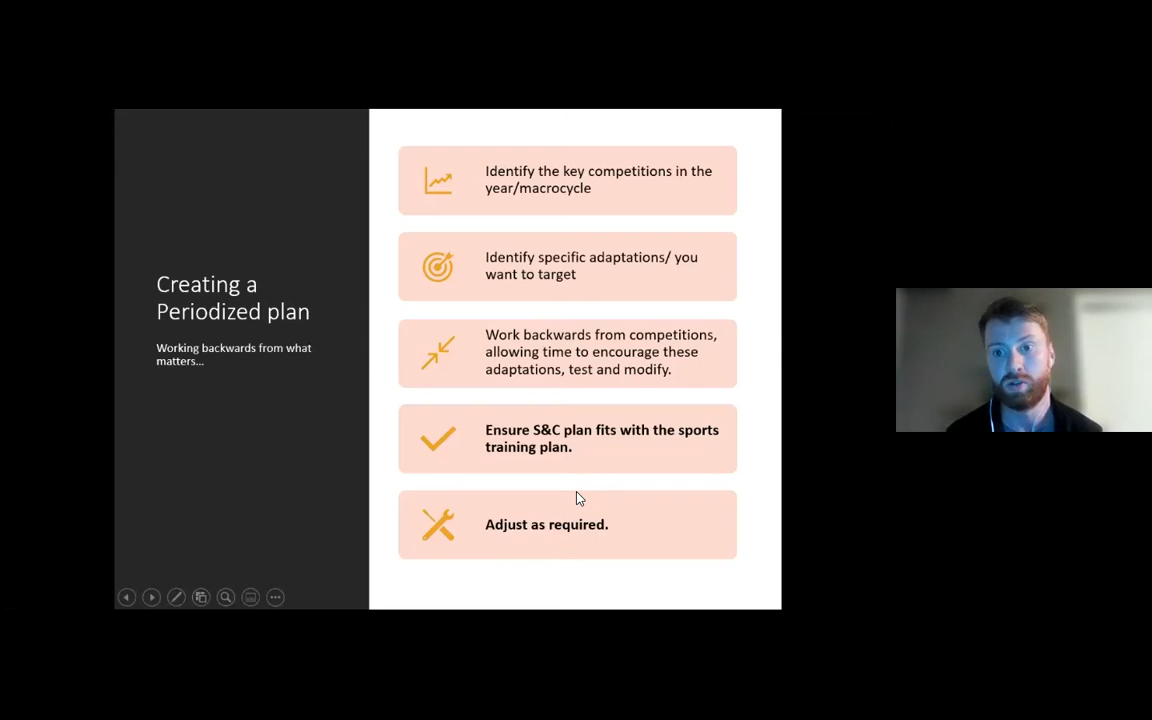 Creating a
Periodized plan
Working backwards from what
matters...
Identify the key competitions in the
year/macrocycle
Identify specific adaptations/ you
want to target
Work backwards from competitions,
allowing time to encourage these
adaptations, test and modify.
Ensure S&C plan fits with the sports
training plan.
Adjust as required.